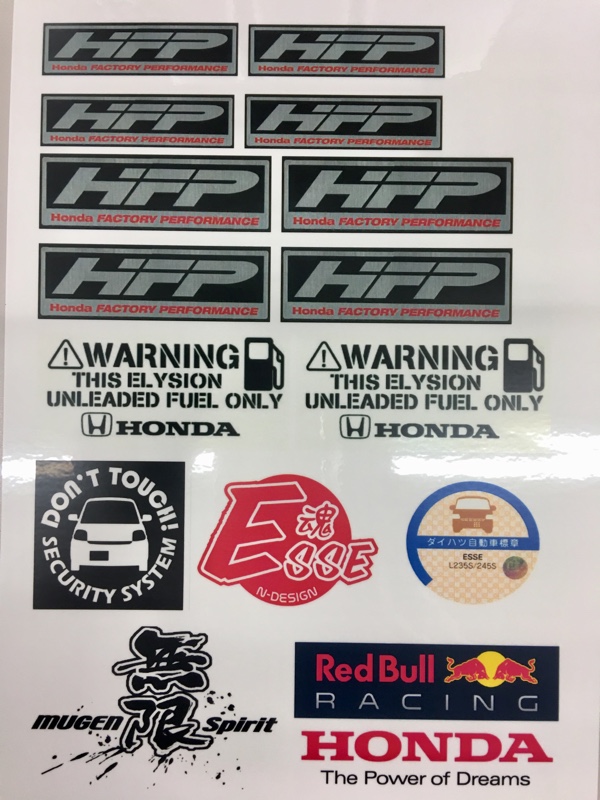 HFP HFP
Honda FACTORY PERFORMANCE Honda FACTORY PERFORMANCE
HFP HFP
Honda FACTORY PERFORMANCE Honda FACTORY PERFORMANCE
HFP HFP
Honda FACTORY PERFORMANCE Honda FACTORY PERFORMANCE
HFP HFP
Honda FACTORY PERFORMANCE Honda FACTORY PERFORMANCE
WARNING
THIS ELYSION
UNLEADED FUEL ONLY
HONDA
WARNING
THIS ELYSION
UNLEADED FUEL ONLY
HONDA
DON'T TOUCH!
SECURITY SYSTEM
魂
ESSE
N-DESIGN
ダイハツ自動車標章
ESSE
L235S/245S
無限
MUGEN Spirit
Red Bull
RACING
HONDA
The Power of Dreams